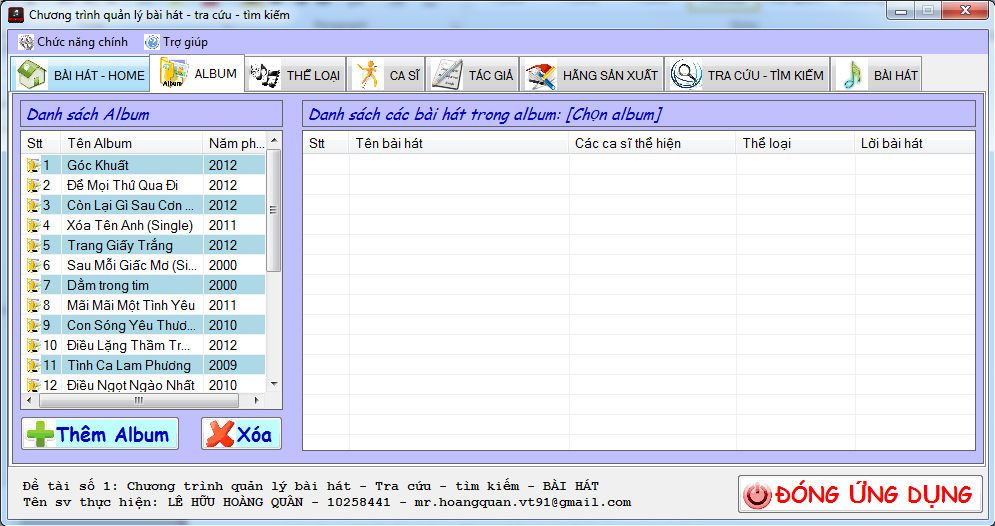 Chương trình quản lý bài hát - tra cứu - tìm kiếm
Chức năng chính Trợ giúp
BÀI HÁT - HOME ALBUM THỂ LOẠI CA SĨ TÁC GIẢ HÃNG SẢN XUẤT TRA CỨU - TÌM KIẾM BÀI HÁT
Danh sách Album
Stt Tên Album Năm ph...
1 Góc Khuất 2012
2 Để Mọi Thứ Qua Đi 2012
3 Còn Lại Gì Sau Cơn ... 2012
4 Xóa Tên Anh (Single) 2011
5 Trang Giấy Trắng 2012
6 Sau Mỗi Giấc Mơ (Si... 2000
7 Dằm trong tim 2000
8 Mãi Mãi Một Tình Yêu 2011
9 Con Sóng Yêu Thươ... 2010
10 Điều Lặng Thầm Tr... 2012
11 Tình Ca Lam Phương 2009
12 Điều Ngọt Ngào Nhất 2010
Thêm Album Xóa
Danh sách các bài hát trong album: [Chọn album]
Stt Tên bài hát Các ca sĩ thể hiện Thể loại Lời bài hát
Đề tài số 1: Chương trình quản lý bài hát - Tra cứu - tìm kiếm - BÀI HÁT
Tên sv thực hiện: LÊ HỮU HOÀNG QUÂN - 10258441 - mr.hoangquan.vt91@gmail.com
ĐÓNG ỨNG DỤNG